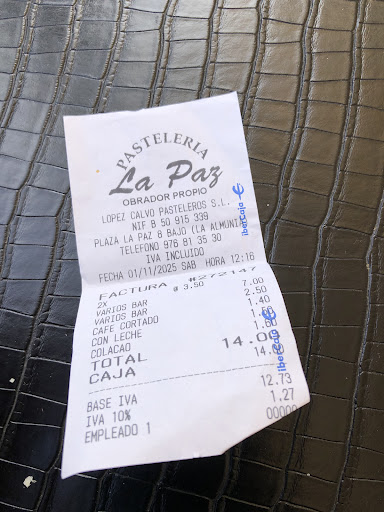 PASTELERIA
La Paz
OBRADOR PROPIO
LOPEZ CALVO PASTELEROS S.L.
NIF B 50 915 339
PLAZA LA PAZ 8 BAJO (LA ALMUNIA)
TELEFONO 976 81 35 30
IVA INCLUIDO
FECHA 01/11/2025 SAB HORA 12:16
FACTURA #272147
2X @ 3.50
VARIOS BAR 7.00
VARIOS BAR 2.50
CAFE CORTADO 1.40
CON LECHE
COLACAO
TOTAL 14.00
CAJA
BASE IVA 12.73
IVA 10% 1.27
EMPLEADO 1
iberCaja
iberCaja